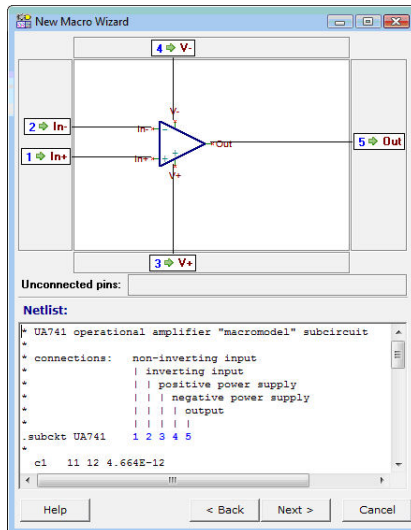 New Macro Wizard
4 ⇒ V-
V-
2 ⇒ In-
In-
Out
5 ⇒ Out
1 ⇒ In+
In+
V+
3 ⇒ V+
Unconnected pins:
Netlist:
* UA741 operational amplifier "macromodel" subcircuit
*
* connections:   non-inverting input
*                | inverting input
*                | | positive power supply
*                | | | negative power supply
*                | | | | output
*                | | | | |
.subckt UA741    1 2 3 4 5
*
  c1   11 12 4.664E-12
Help
< Back
Next >
Cancel